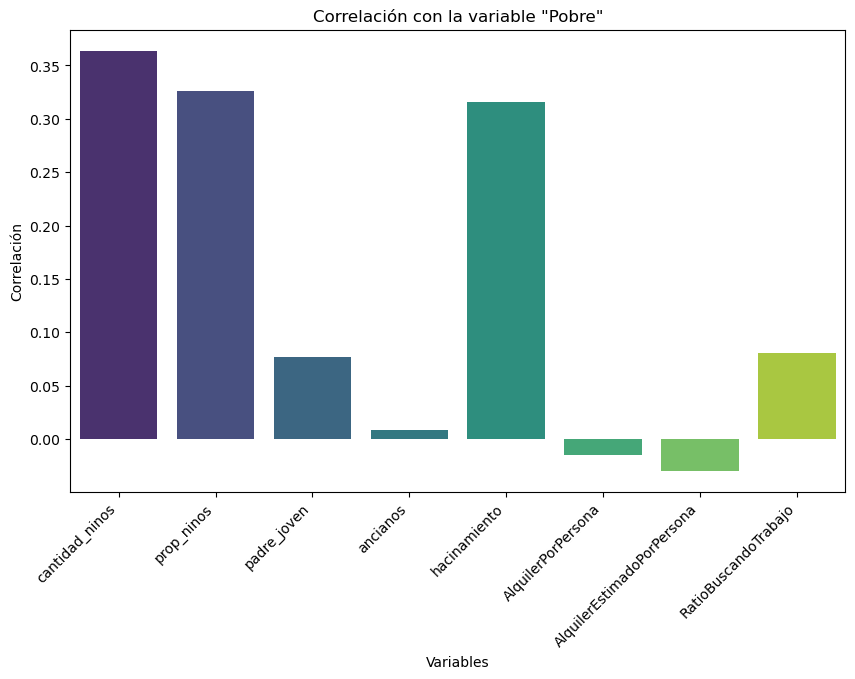 Correlación con la variable "Pobre"
Correlación
0.35
0.30
0.25
0.20
0.15
0.10
0.05
0.00
cantidad_ninos
prop_ninos
padre_joven
ancianos
hacinamiento
AlquilerPorPersona
AlquilerEstimadoPorPersona
RatioBuscandoTrabajo
Variables